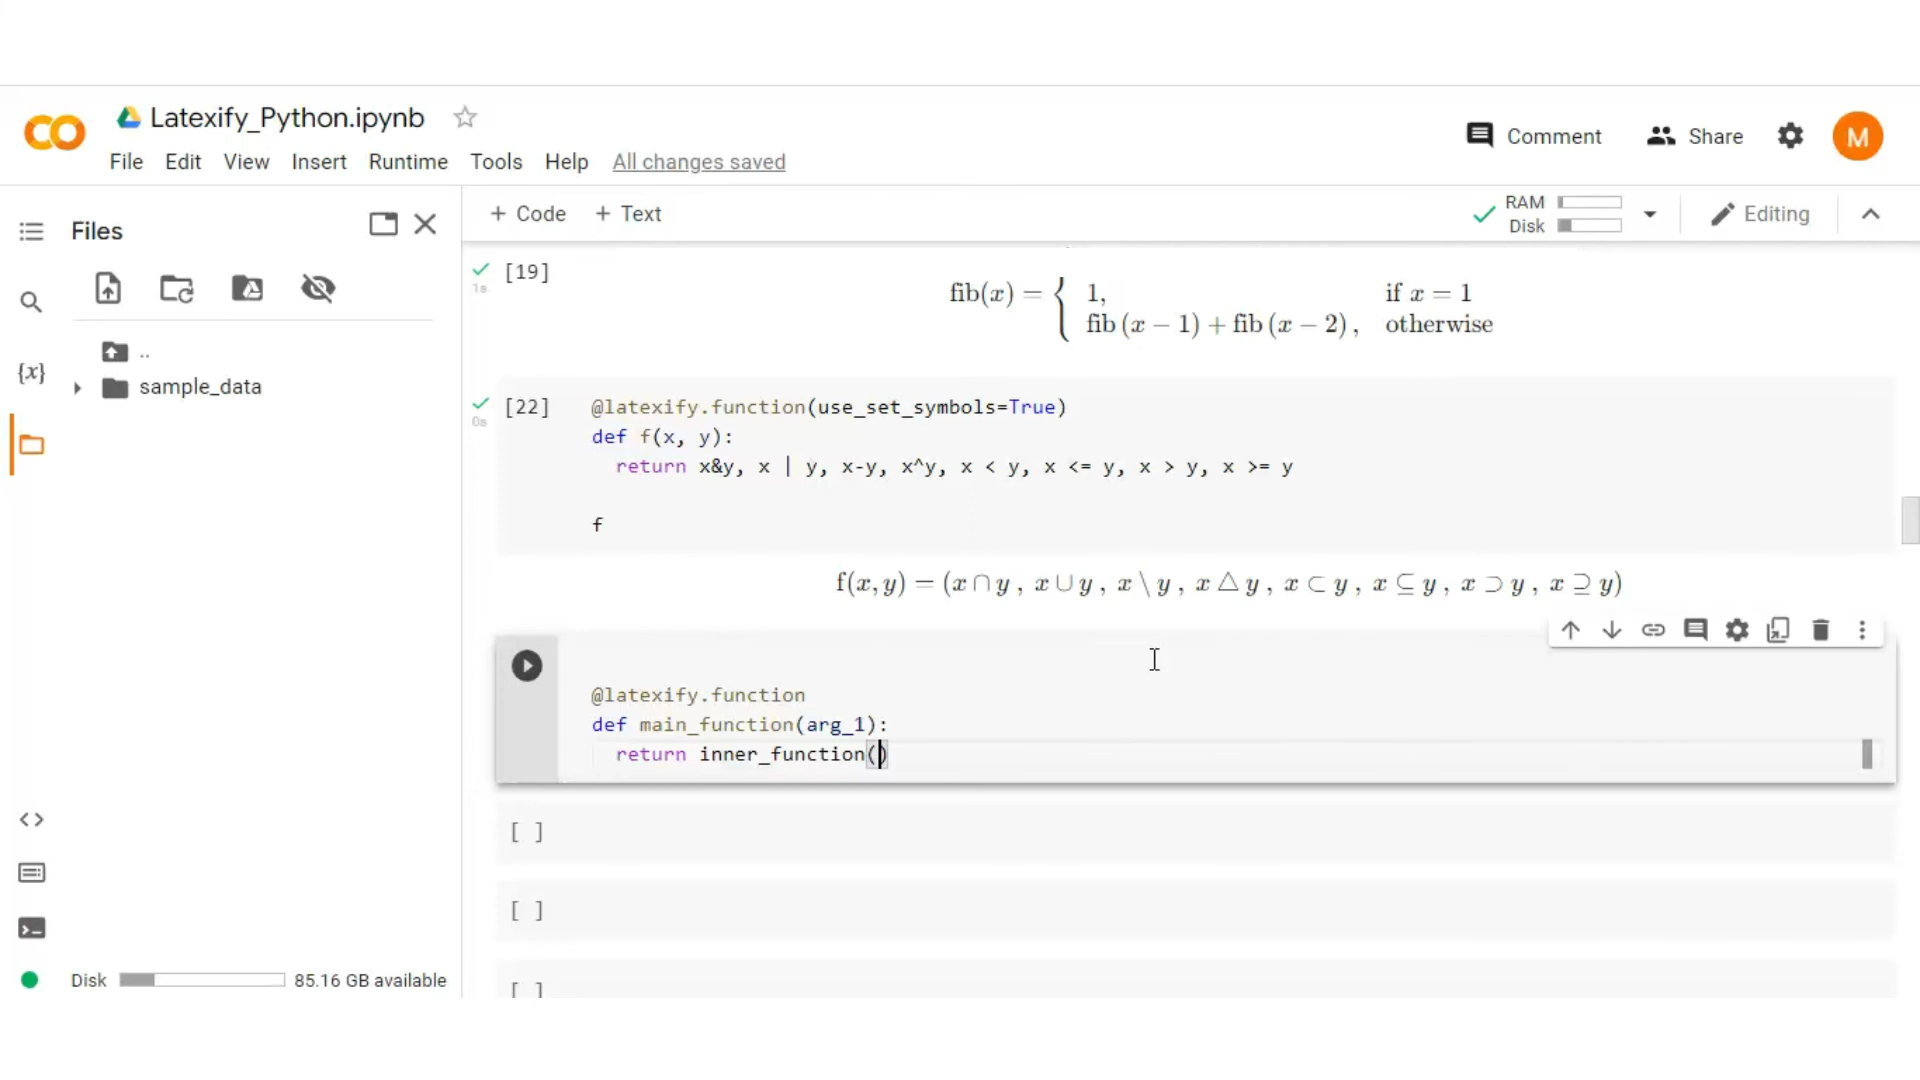 Latexify_Python.ipynb
File Edit View Insert Runtime Tools Help All changes saved
Comment Share M
Files
+ Code + Text
RAM
Disk
Editing
..
sample_data
{x}
[19]
1s
fib(x) = { 1, if x = 1
fib (x − 1) + fib (x − 2) , otherwise
[22]
0s
@latexify.function(use_set_symbols=True)
def f(x, y):
return x&y, x | y, x-y, x^y, x < y, x <= y, x > y, x >= y
f
f(x, y) = (x ∩ y , x ∪ y , x \ y , x △ y , x ⊂ y , x ⊆ y , x ⊃ y , x ⊇ y)
@latexify.function
def main_function(arg_1):
return inner_function()
[ ]
[ ]
[ ]
Disk 85.16 GB available